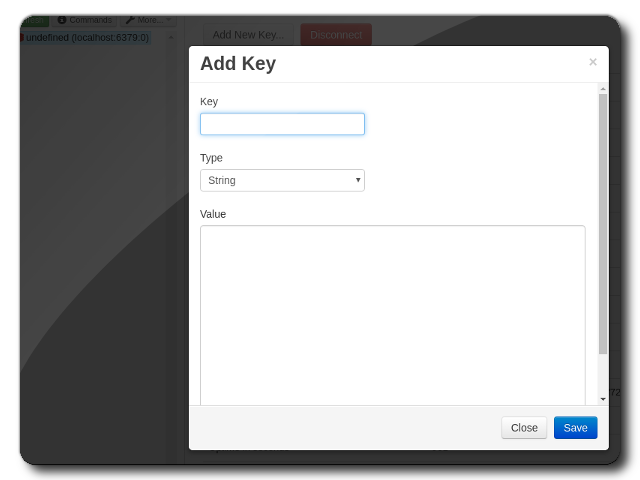 Commands More...
Add New Key... Disconnect
undefined (localhost:6379:0)
Add Key ×
Key
Type
String
Value
Close Save